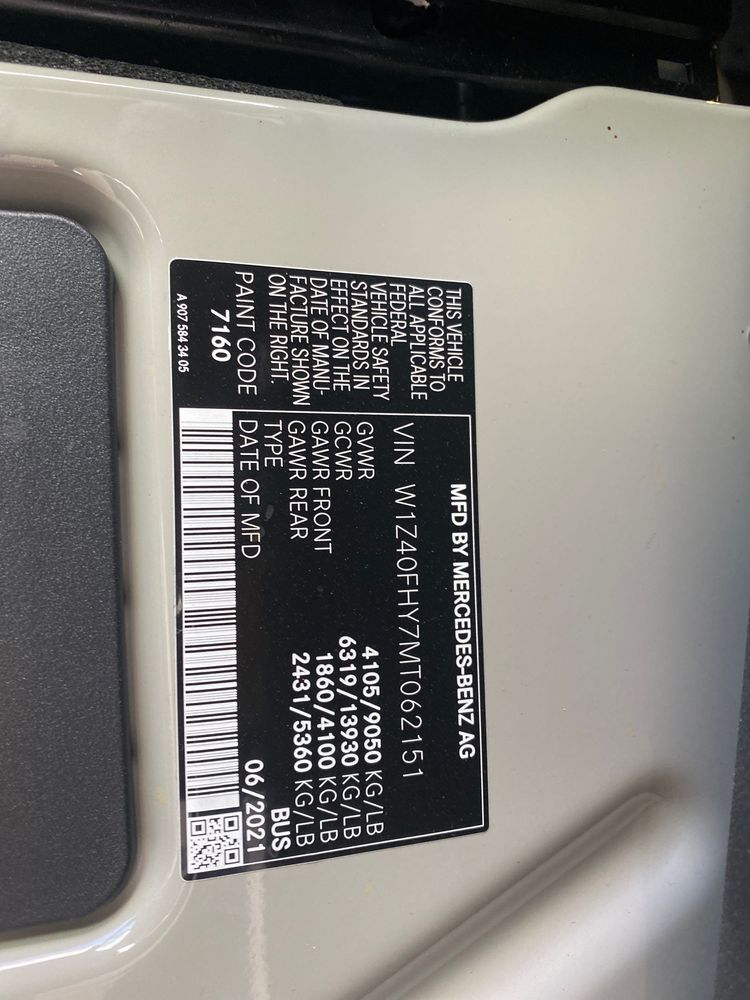 MFD BY MERCEDES-BENZ AG
THIS VEHICLE
CONFORMS TO
ALL APPLICABLE
FEDERAL
VEHICLE SAFETY
STANDARDS IN
EFFECT ON THE
DATE OF MANU-
FACTURE SHOWN
ON THE RIGHT.
PAINT CODE
7160
A 907 584 34 05
VIN W1Z40FHY7MT062151
GVWR 4105/9050 KG/LB
GCWR 6319/13930 KG/LB
GAWR FRONT 1860/4100 KG/LB
GAWR REAR 2431/5360 KG/LB
TYPE BUS
DATE OF MFD 06/2021